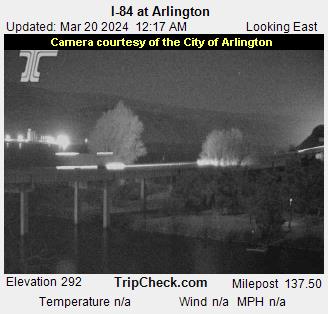 I-84 at Arlington
Updated: Mar 20 2024 12:17 AM Looking East
Camera courtesy of the City of Arlington
Elevation 292 TripCheck.com Milepost 137.50
Temperature n/a Wind n/a MPH n/a